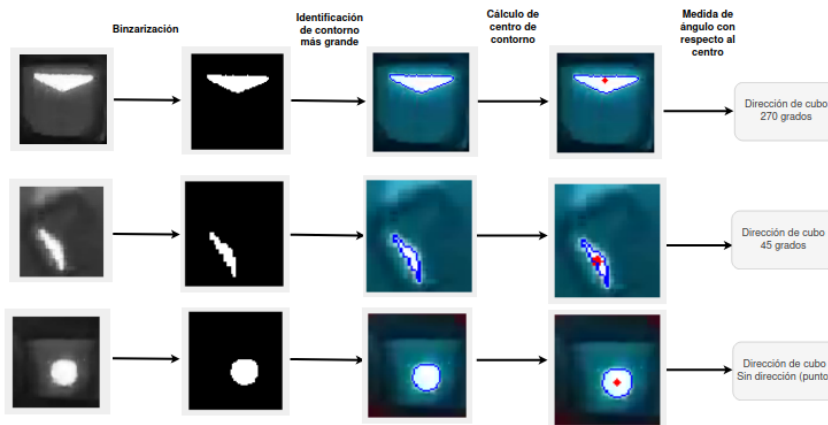 Binzarización
Identificación
de contorno
más grande
Cálculo de
centro de
contorno
Medida de
ángulo con
respecto al
centro
Dirección de cubo
270 grados
Dirección de cubo
45 grados
Dirección de cubo
Sin dirección (punto